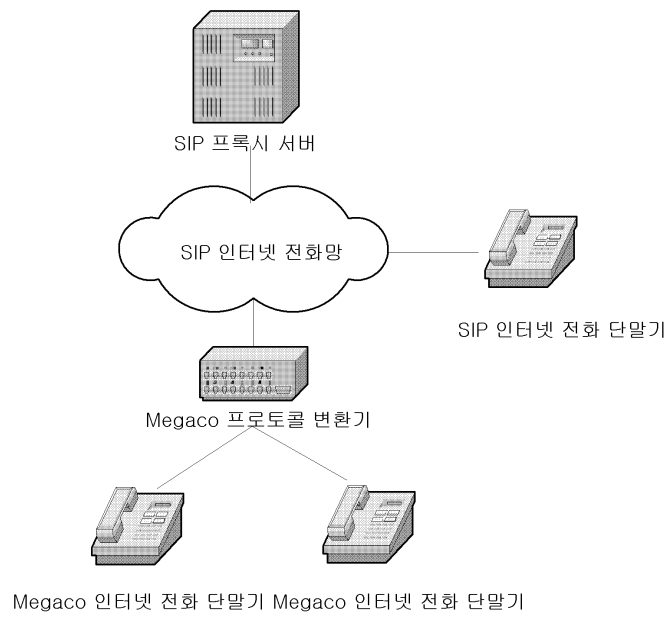 SIP 프록시 서버
SIP 인터넷 전화망
SIP 인터넷 전화 단말기
Megaco 프로토콜 변환기
Megaco 인터넷 전화 단말기 Megaco 인터넷 전화 단말기